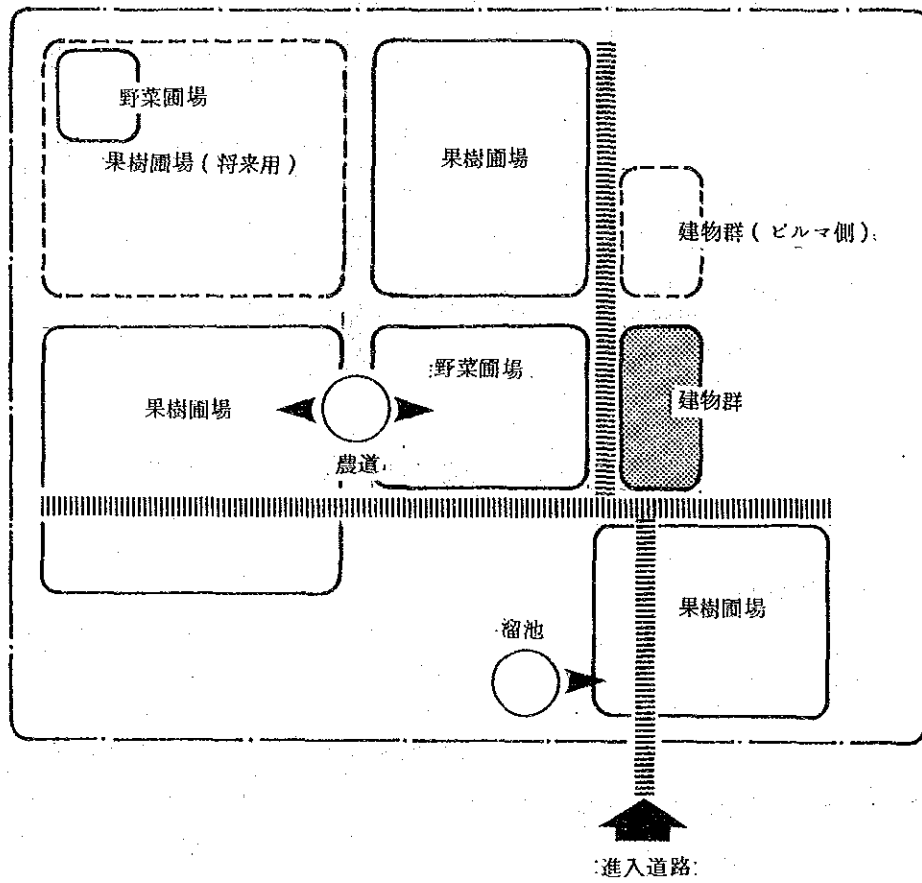 野菜圃場
果樹圃場(将来用)
果樹圃場
建物群(ビルマ側)
果樹圃場
野菜圃場
建物群
農道
果樹圃場
溜池
進入道路